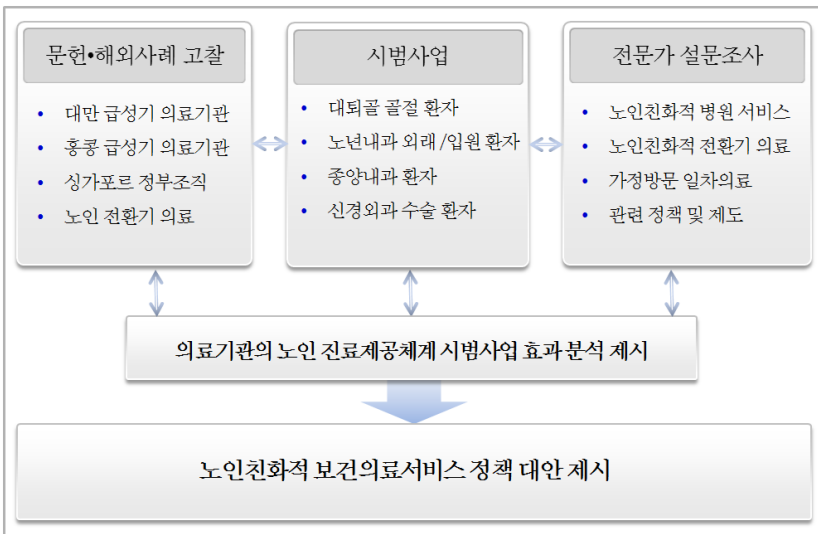 문헌•해외사례 고찰
• 대만 급성기 의료기관
• 홍콩 급성기 의료기관
• 싱가포르 정부조직
• 노인 전환기 의료
시범사업
• 대퇴골 골절 환자
• 노년내과 외래/입원 환자
• 종양내과 환자
• 신경외과 수술 환자
전문가 설문조사
• 노인친화적 병원 서비스
• 노인친화적 전환기 의료
• 가정방문 일차의료
• 관련 정책 및 제도
의료기관의 노인 진료제공체계 시범사업 효과 분석 제시
노인친화적 보건의료서비스 정책 대안 제시